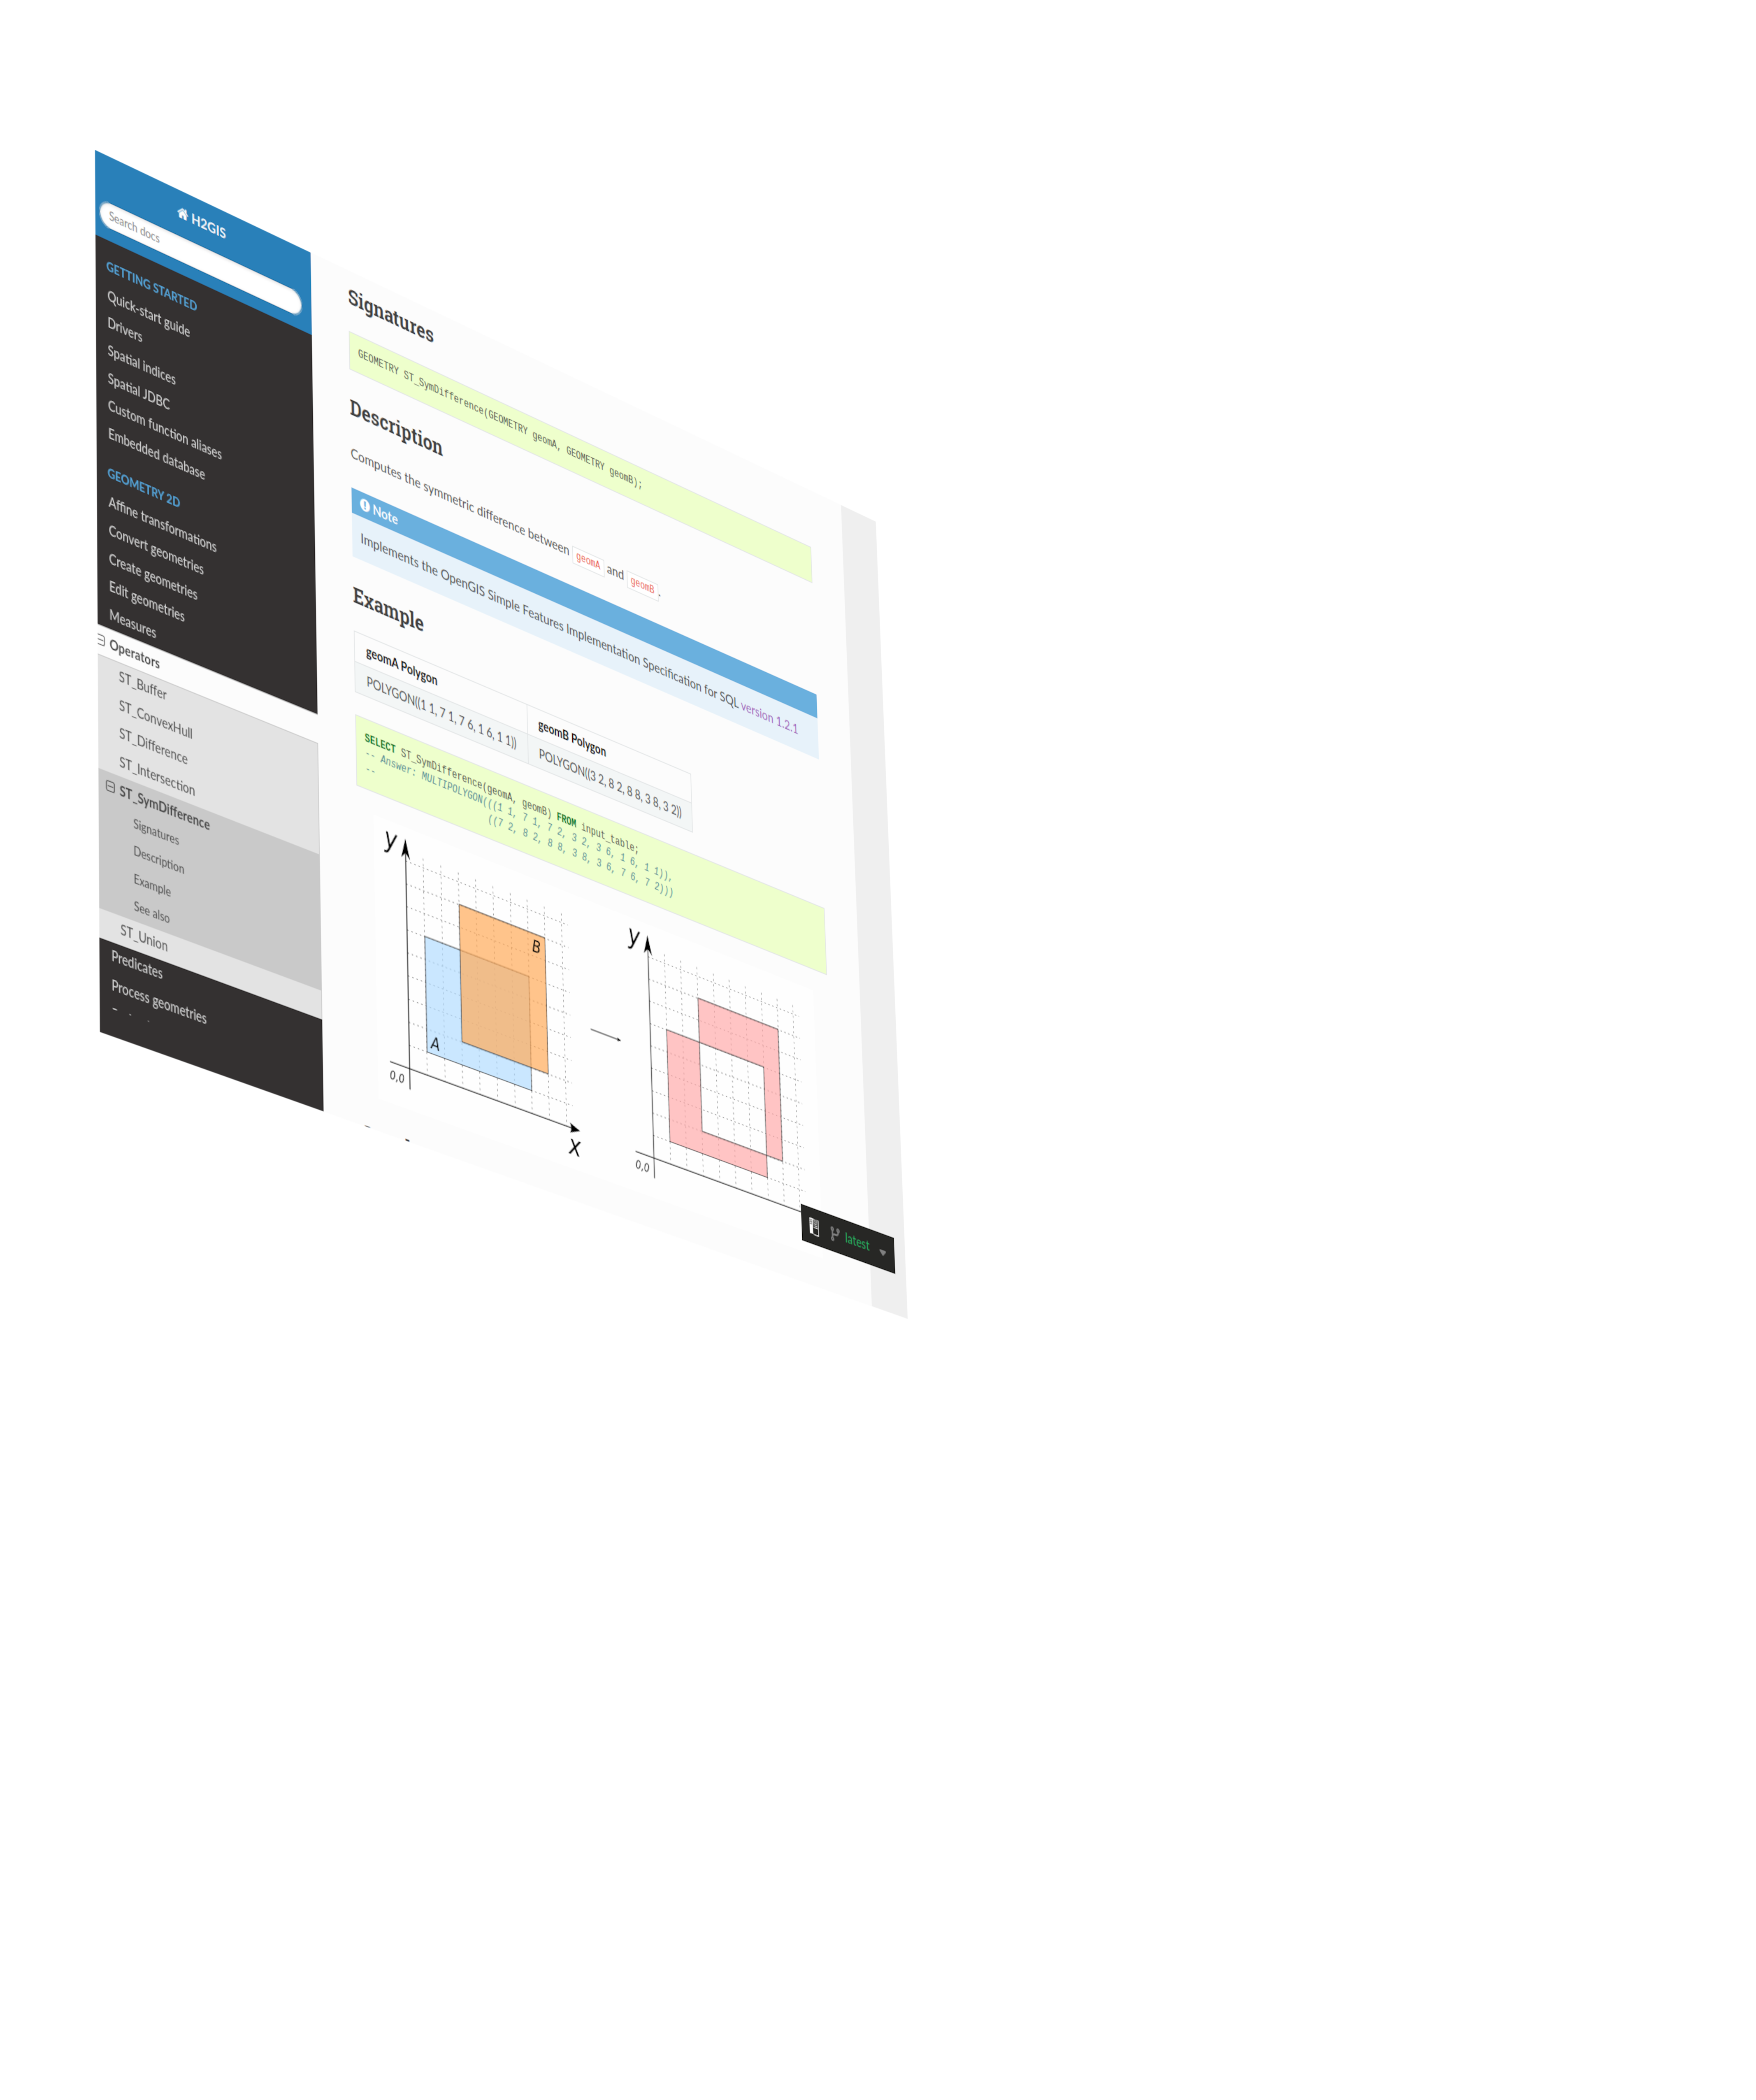 H2GIS
Search docs
GETTING STARTED
Quick-start guide
Drivers
Spatial indices
Spatial JDBC
Custom function aliases
Embedded database
GEOMETRY 2D
Affine transformations
Convert geometries
Create geometries
Edit geometries
Measures
Operators
ST_Buffer
ST_ConvexHull
ST_Difference
ST_Intersection
ST_SymDifference
Signatures
Description
Example
See also
ST_Union
Predicates
Process geometries
Signatures
GEOMETRY ST_SymDifference(GEOMETRY geomA, GEOMETRY geomB);
Description
Computes the symmetric difference between geomA and geomB.
Note
Implements the OpenGIS Simple Features Implementation Specification for SQL version 1.2.1
Example
geomA Polygon geomB Polygon
POLYGON((1 1, 7 1, 7 6, 1 6, 1 1)) POLYGON((3 2, 8 2, 8 8, 3 8, 3 2))
SELECT ST_SymDifference(geomA, geomB) FROM input_table;
-- Answer: MULTIPOLYGON(((1 1, 7 1, 7 2, 3 2, 3 6, 1 6, 1 1)),
-- ((7 2, 8 2, 8 8, 3 8, 3 6, 7 6, 7 2)))
y
B
A
0,0
x
y
0,0
latest